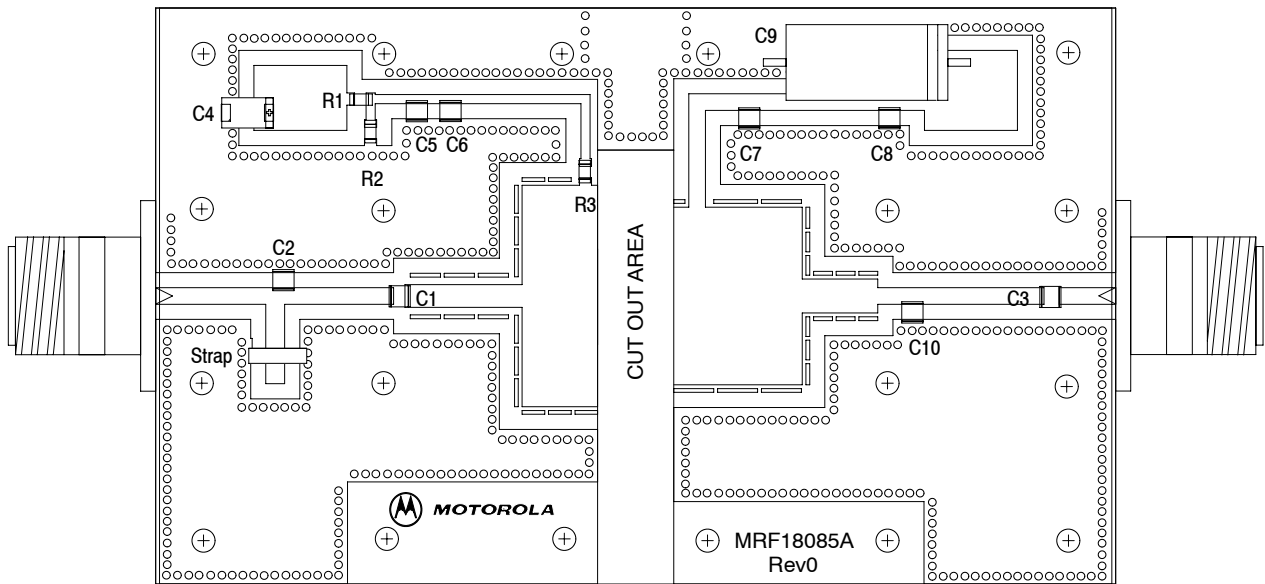 C9
C4
+
R1
C5
C6
C7
C8
R2
R3
C2
C1
C3
CUT OUT AREA
Strap
C10
MOTOROLA
MRF18085A
Rev0